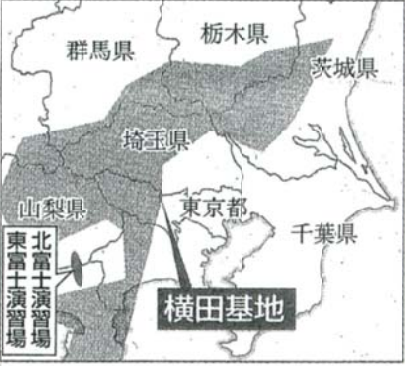 栃木県
群馬県
茨城県
埼玉県
山梨県
東京都
千葉県
北富士演習場
東富士演習場
横田基地